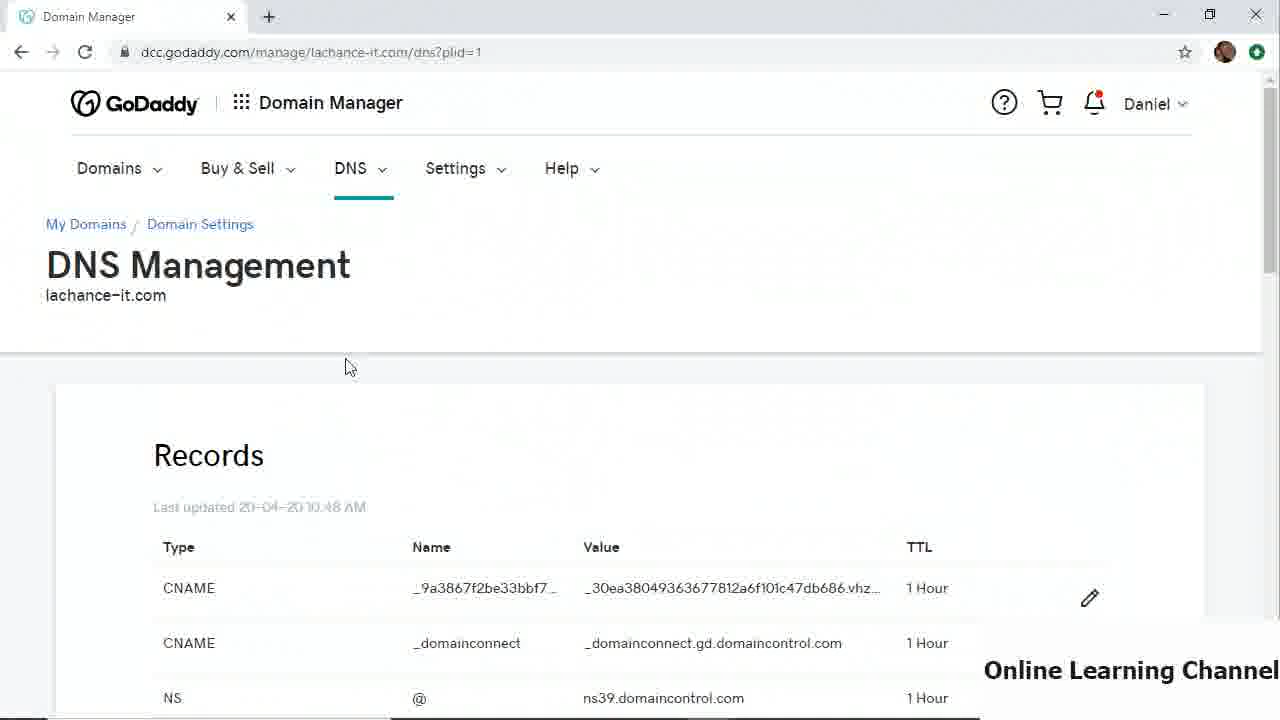 Domain Manager
dcc.godaddy.com/manage/lachance-it.com/dns?plid=1
GoDaddy
Domain Manager
Daniel
Domains
Buy & Sell
DNS
Settings
Help
My Domains / Domain Settings
DNS Management
lachance-it.com
Records
Last updated 20-04-20 10:48 AM
Type Name Value TTL
CNAME _9a3867f2be33bbf7... _30ea38049363677812a6f101c47db686.vhz... 1 Hour
CNAME _domainconnect _domainconnect.gd.domaincontrol.com 1 Hour
NS @ ns39.domaincontrol.com 1 Hour
Online Learning Channel